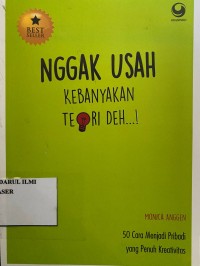 BEST
SELLER
NGGAK USAH
KEBANYAKAN
TEORI DEH...!
DARUL ILMI
ASER
MONICA ANGGEN
50 Cara Menjadi Pribadi
yang Penuh Kreativitas